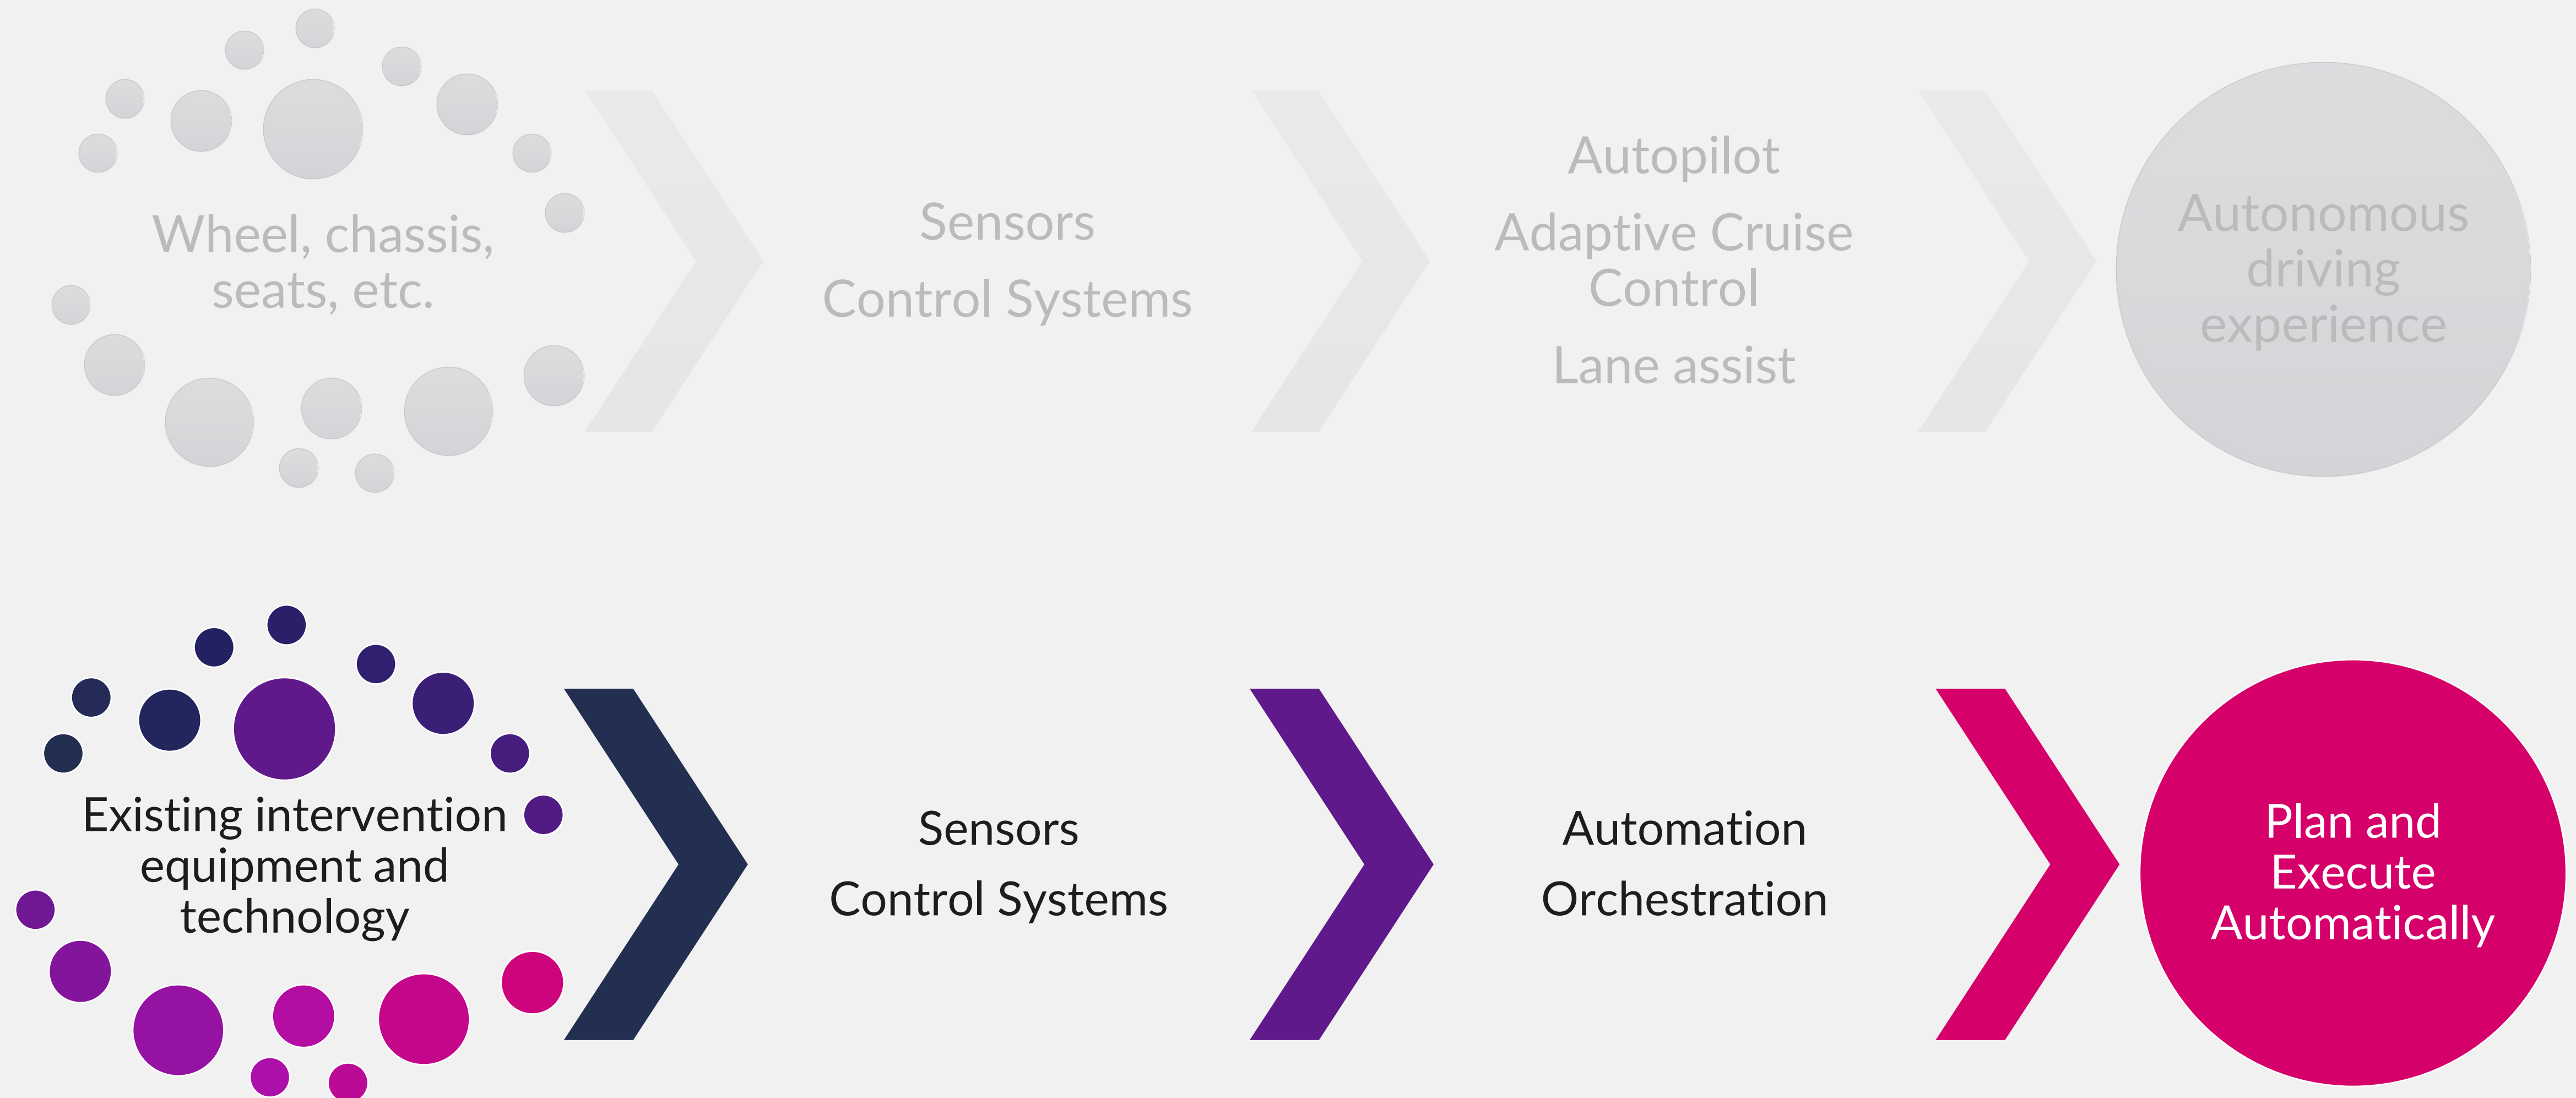 Wheel, chassis,
seats, etc.
Sensors
Control Systems
Autopilot
Adaptive Cruise
Control
Lane assist
Autonomous
driving
experience
Existing intervention
equipment and
technology
Sensors
Control Systems
Automation
Orchestration
Plan and
Execute
Automatically